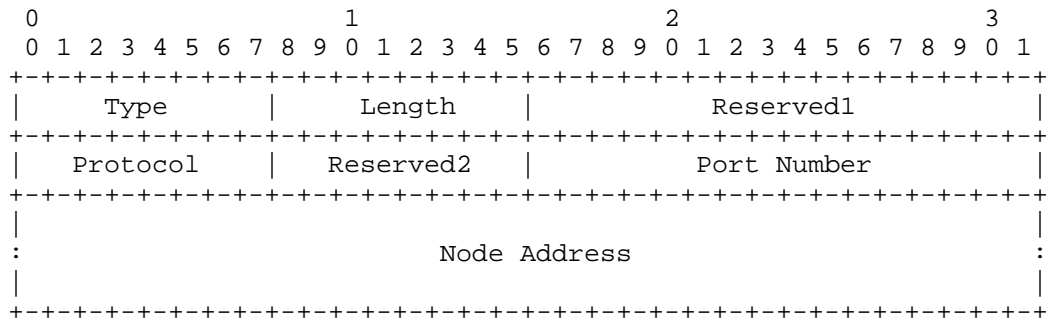 0                   1                   2                   3
 0 1 2 3 4 5 6 7 8 9 0 1 2 3 4 5 6 7 8 9 0 1 2 3 4 5 6 7 8 9 0 1
+-+-+-+-+-+-+-+-+-+-+-+-+-+-+-+-+-+-+-+-+-+-+-+-+-+-+-+-+-+-+-+-+
|     Type      |     Length    |           Reserved1           |
+-+-+-+-+-+-+-+-+-+-+-+-+-+-+-+-+-+-+-+-+-+-+-+-+-+-+-+-+-+-+-+-+
|   Protocol    |   Reserved2   |          Port Number          |
+-+-+-+-+-+-+-+-+-+-+-+-+-+-+-+-+-+-+-+-+-+-+-+-+-+-+-+-+-+-+-+-+
|                                                               |
:                          Node Address                         :
|                                                               |
+-+-+-+-+-+-+-+-+-+-+-+-+-+-+-+-+-+-+-+-+-+-+-+-+-+-+-+-+-+-+-+-+